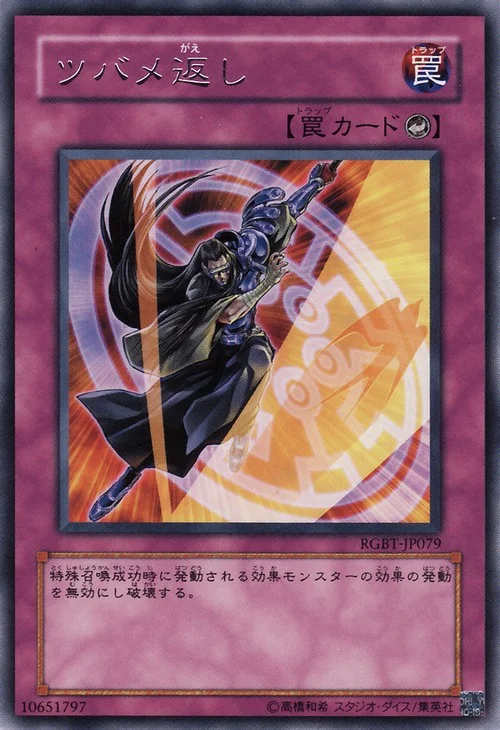 ツバメ返し
罠
【罠カード】
RGBT-JP079
特殊召喚成功時に発動される効果モンスターの効果の発動
を無効にし破壊する。
10651797
©高橋和希 スタジオ・ダイス/集英社